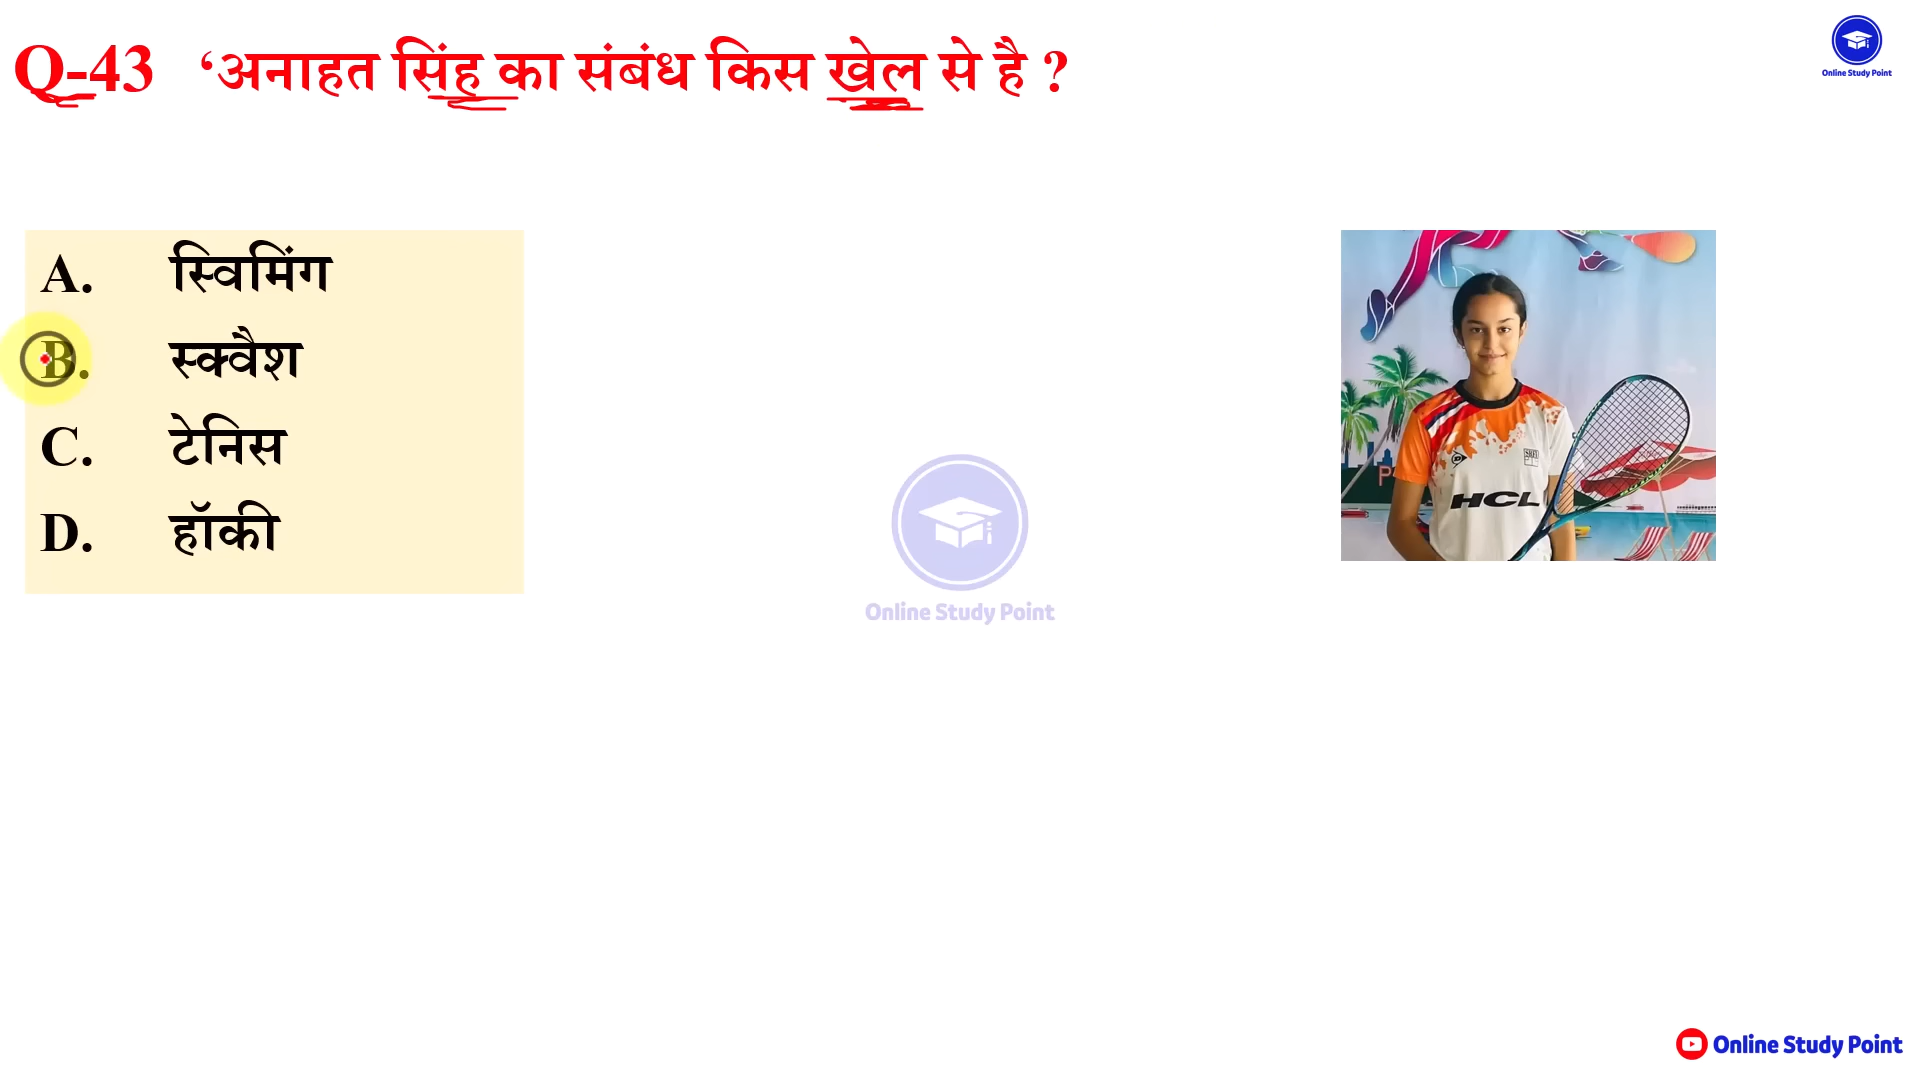 Q-43 ‘अनाहत सिंह का संबंध किस खेल से है ?
Online Study Point
A. स्विमिंग
B. स्क्वैश
C. टेनिस
D. हॉकी
HCL
Online Study Point
Online Study Point